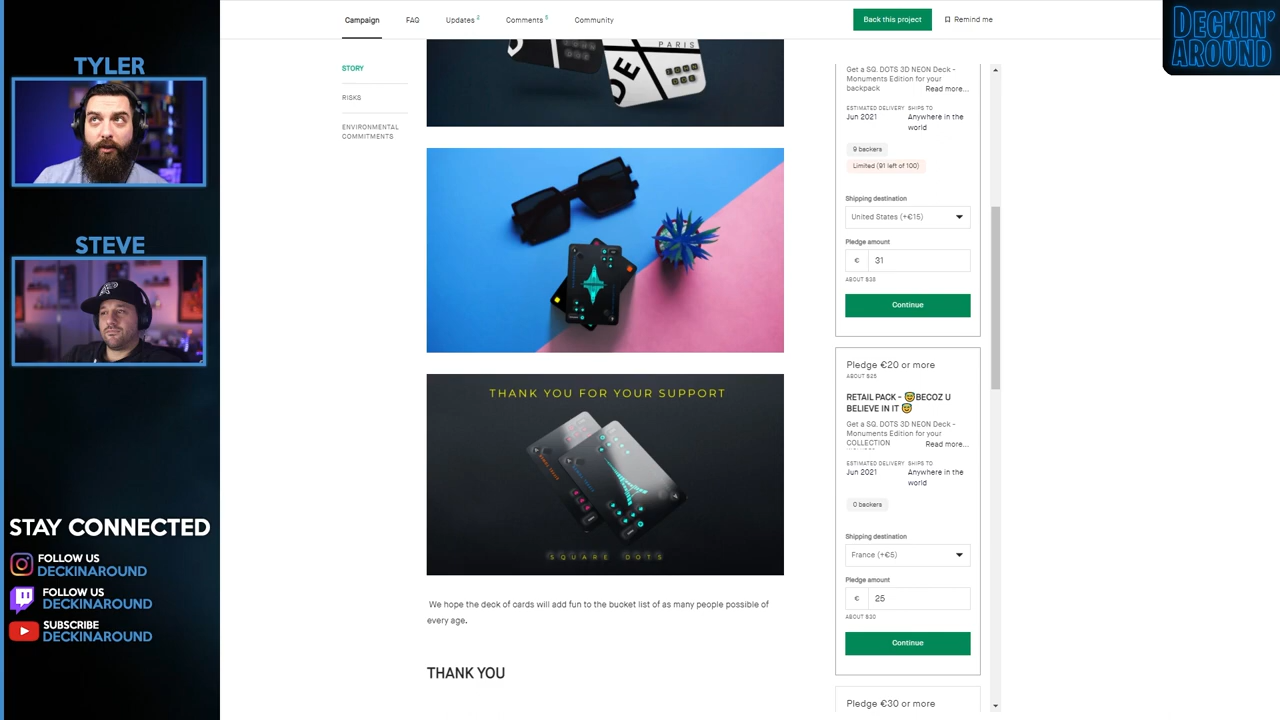 TYLER
STEVE
STAY CONNECTED
FOLLOW US
DECKINAROUND
FOLLOW US
DECKINAROUND
SUBSCRIBE
DECKINAROUND
Campaign
FAQ
Updates 2
Comments
Community
Back this project
Remind me
DECKIN'
AROUND
STORY
RISKS
ENVIRONMENTAL
COMMITMENTS
PARIS
THANK YOU FOR YOUR SUPPORT
SQUARE DOTS
We hope the deck of cards will add fun to the bucket list of as many people possible of
every age.
THANK YOU
Get a SQ. DOTS 3D NEON Deck -
Monuments Edition for your
backpack
Read more...
ESTIMATED DELIVERY
SHIPS TO
Jun 2021
Anywhere in the
world
9 backers
Limited (91 left of 100)
Shipping destination
United States (+€15)
Pledge amount
€ 31
ABOUT $38
Continue
Pledge €20 or more
ABOUT $25
RETAIL PACK - BECOZ U
BELIEVE IN IT
Get a SQ. DOTS 3D NEON Deck -
Monuments Edition for your
COLLECTION
Read more...
ESTIMATED DELIVERY
SHIPS TO
Jun 2021
Anywhere in the
world
0 backers
Shipping destination
France (+€5)
Pledge amount
€ 25
ABOUT $30
Continue
Pledge €30 or more